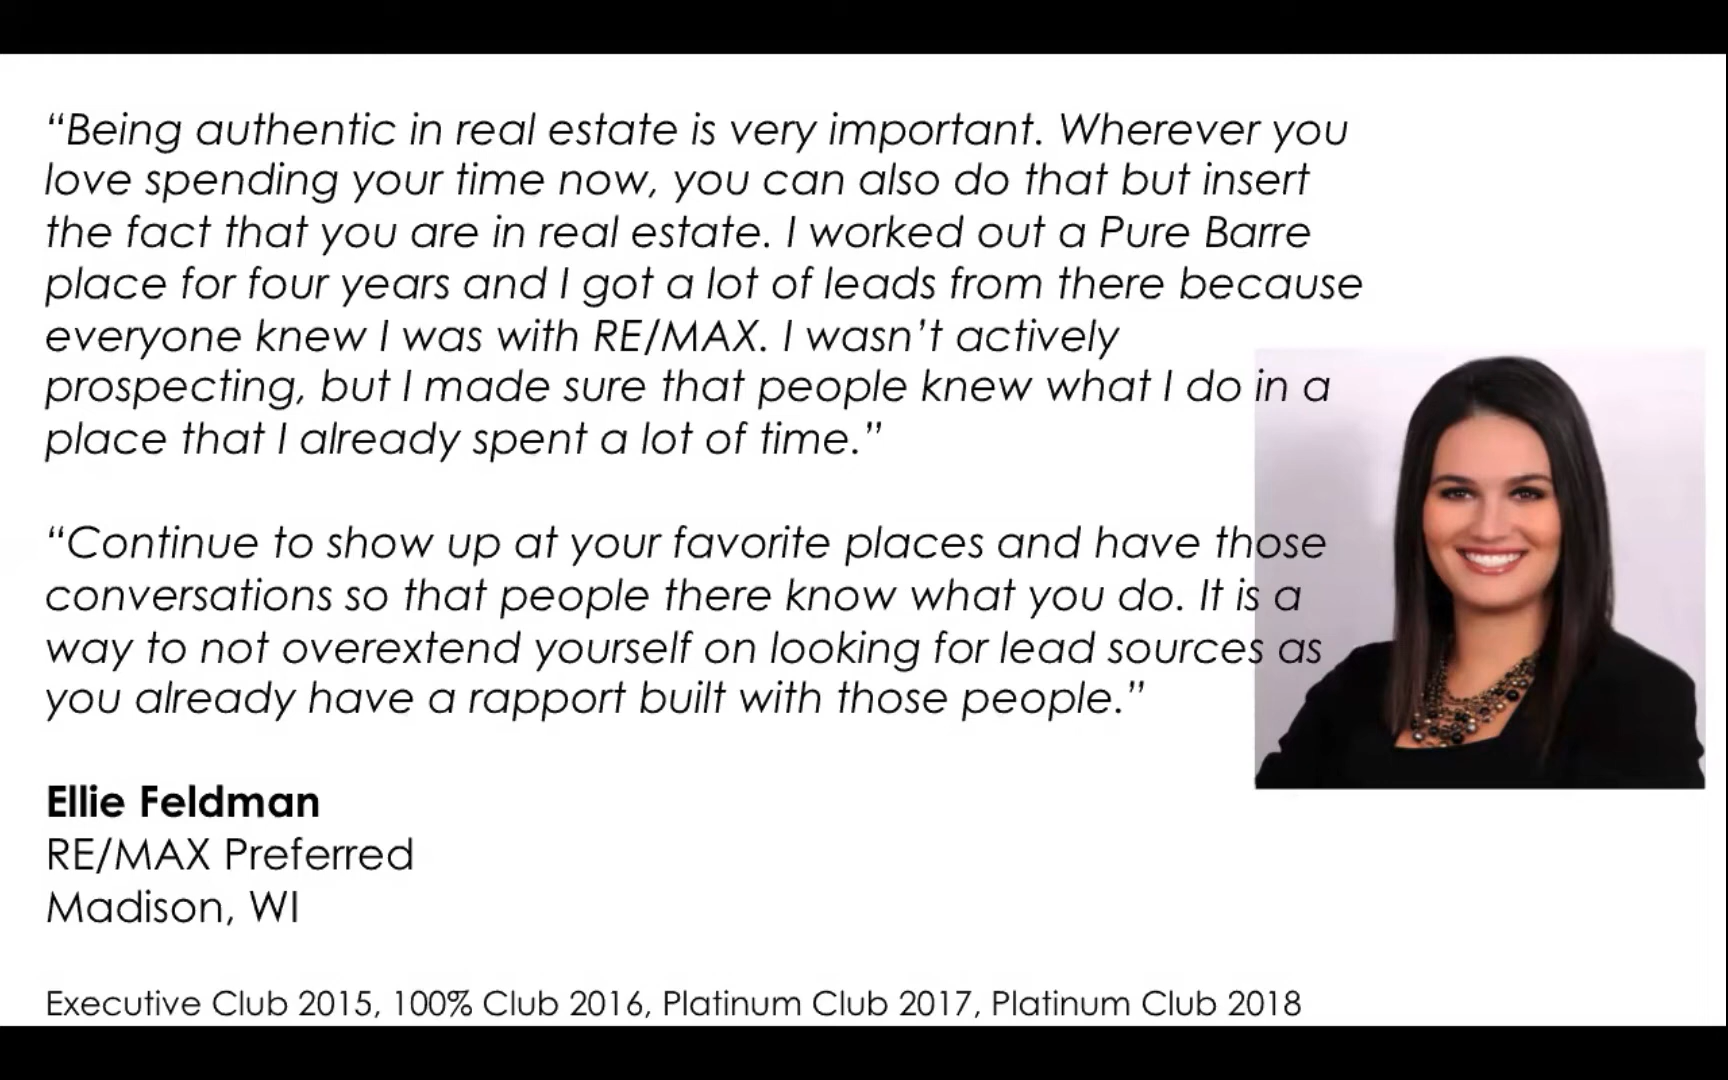 “Being authentic in real estate is very important. Wherever you
love spending your time now, you can also do that but insert
the fact that you are in real estate. I worked out a Pure Barre
place for four years and I got a lot of leads from there because
everyone knew I was with RE/MAX. I wasn’t actively
prospecting, but I made sure that people knew what I do in a
place that I already spent a lot of time.”
“Continue to show up at your favorite places and have those
conversations so that people there know what you do. It is a
way to not overextend yourself on looking for lead sources as
you already have a rapport built with those people.”
Ellie Feldman
RE/MAX Preferred
Madison, WI
Executive Club 2015, 100% Club 2016, Platinum Club 2017, Platinum Club 2018